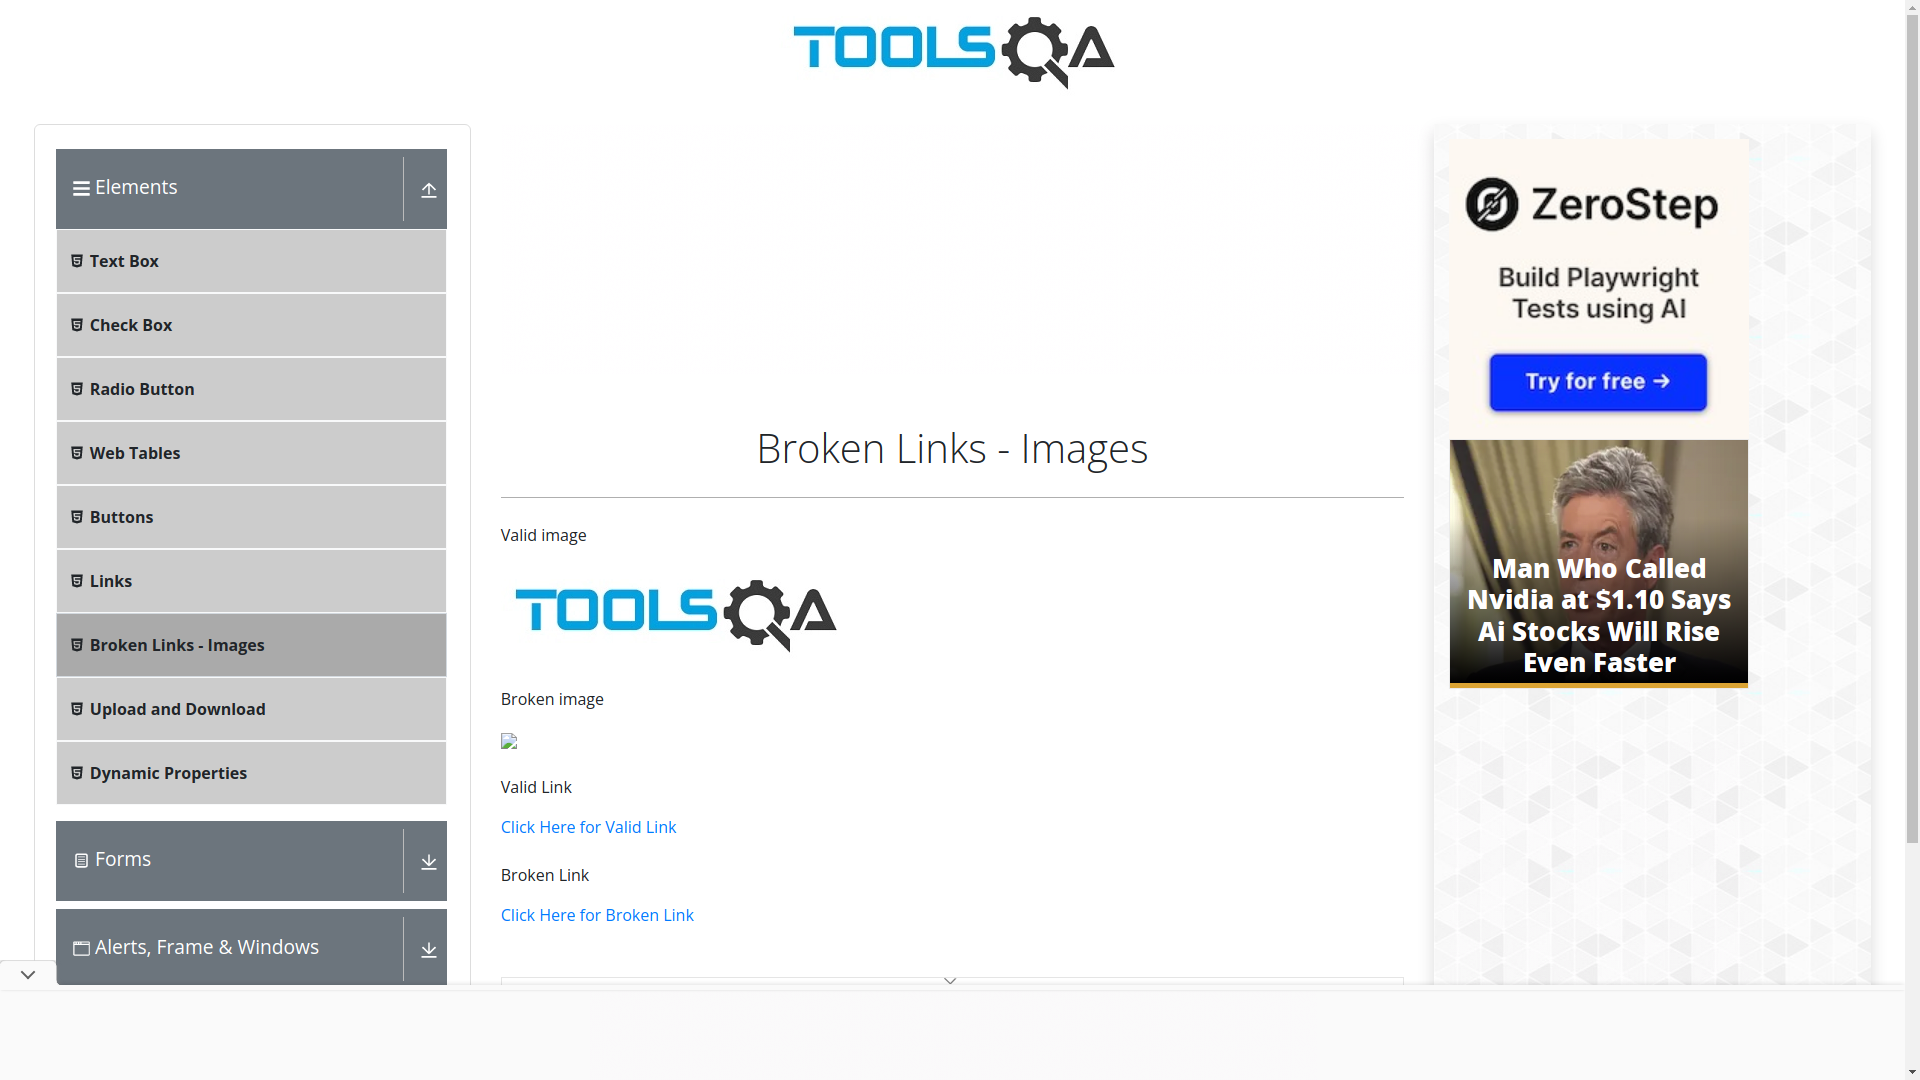 TOOLSQA
Elements
Text Box
Check Box
Radio Button
Web Tables
Buttons
Links
Broken Links - Images
Upload and Download
Dynamic Properties
Forms
Alerts, Frame & Windows
Broken Links - Images
Valid image
TOOLSQA
Broken image
Valid Link
Click Here for Valid Link
Broken Link
Click Here for Broken Link
ZeroStep
Build Playwright
Tests using AI
Try for free →
Man Who Called
Nvidia at $1.10 Says
Ai Stocks Will Rise
Even Faster